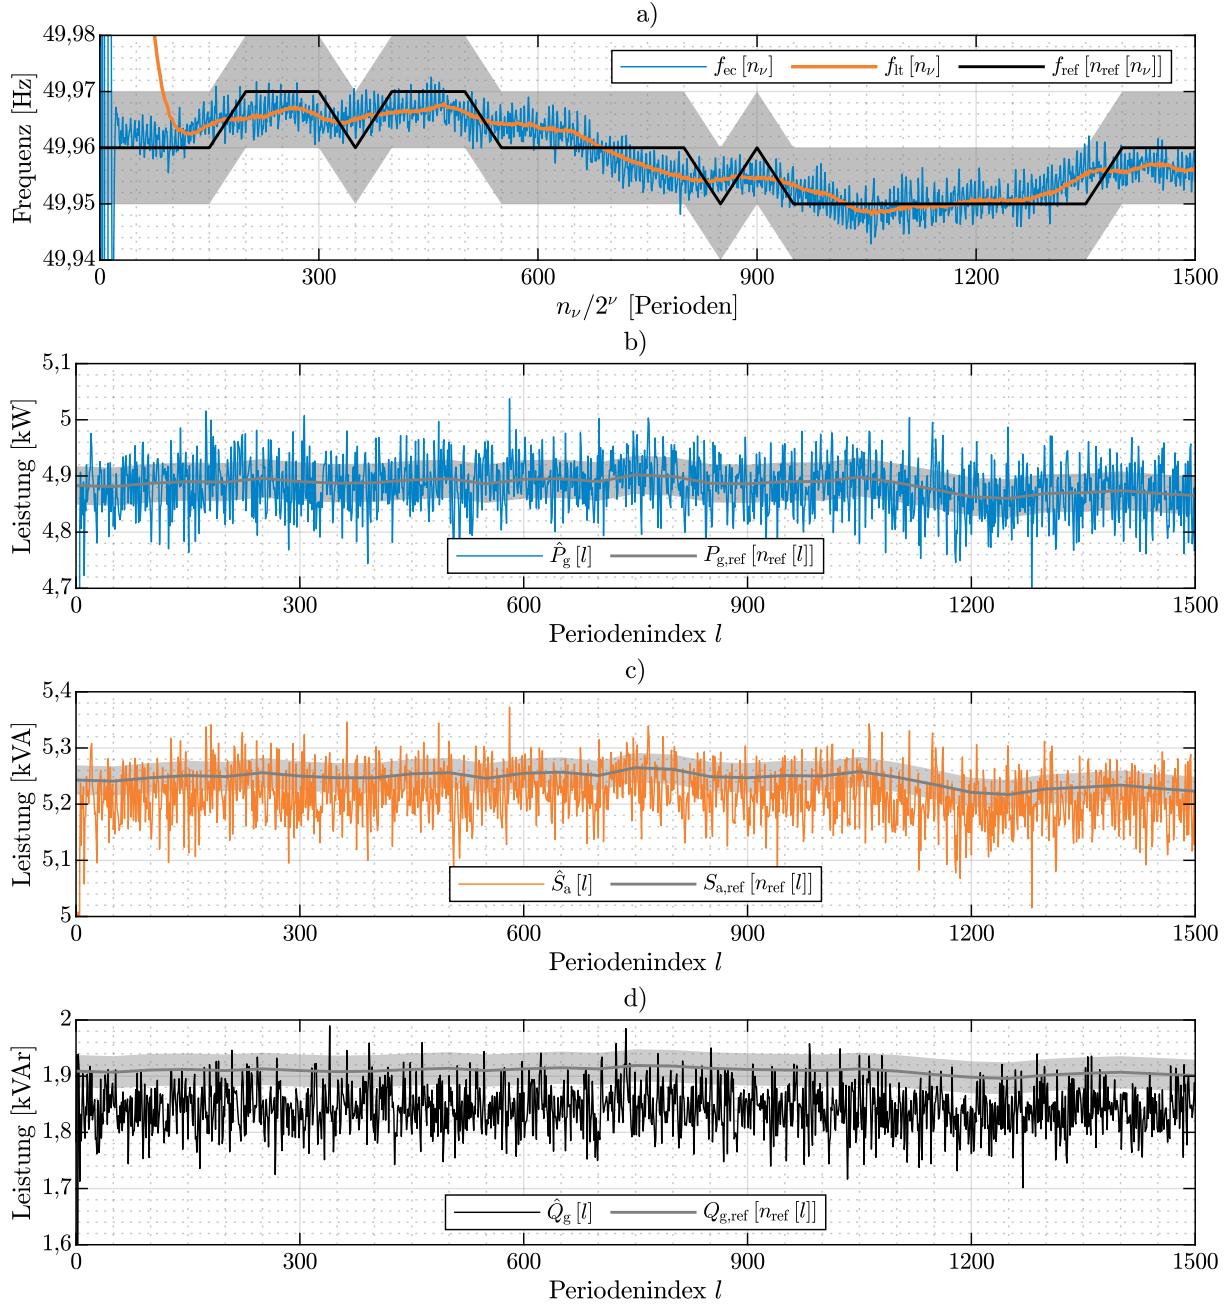 a)
49,98
49,97
49,96
49,95
49,94
Frequenz [Hz]
f_ec [n_ν] f_lt [n_ν] f_ref [n_ref [n_ν]]
0 300 600 900 1200 1500
n_ν/2^ν [Perioden]
b)
5,1
5
4,9
4,8
4,7
Leistung [kW]
P̂_g [l] P_g,ref [n_ref [l]]
0 300 600 900 1200 1500
Periodenindex l
c)
5,4
5,3
5,2
5,1
5
Leistung [kVA]
Ŝ_a [l] S_a,ref [n_ref [l]]
0 300 600 900 1200 1500
Periodenindex l
d)
2
1,9
1,8
1,7
1,6
Leistung [kVAr]
Q̂_g [l] Q_g,ref [n_ref [l]]
0 300 600 900 1200 1500
Periodenindex l